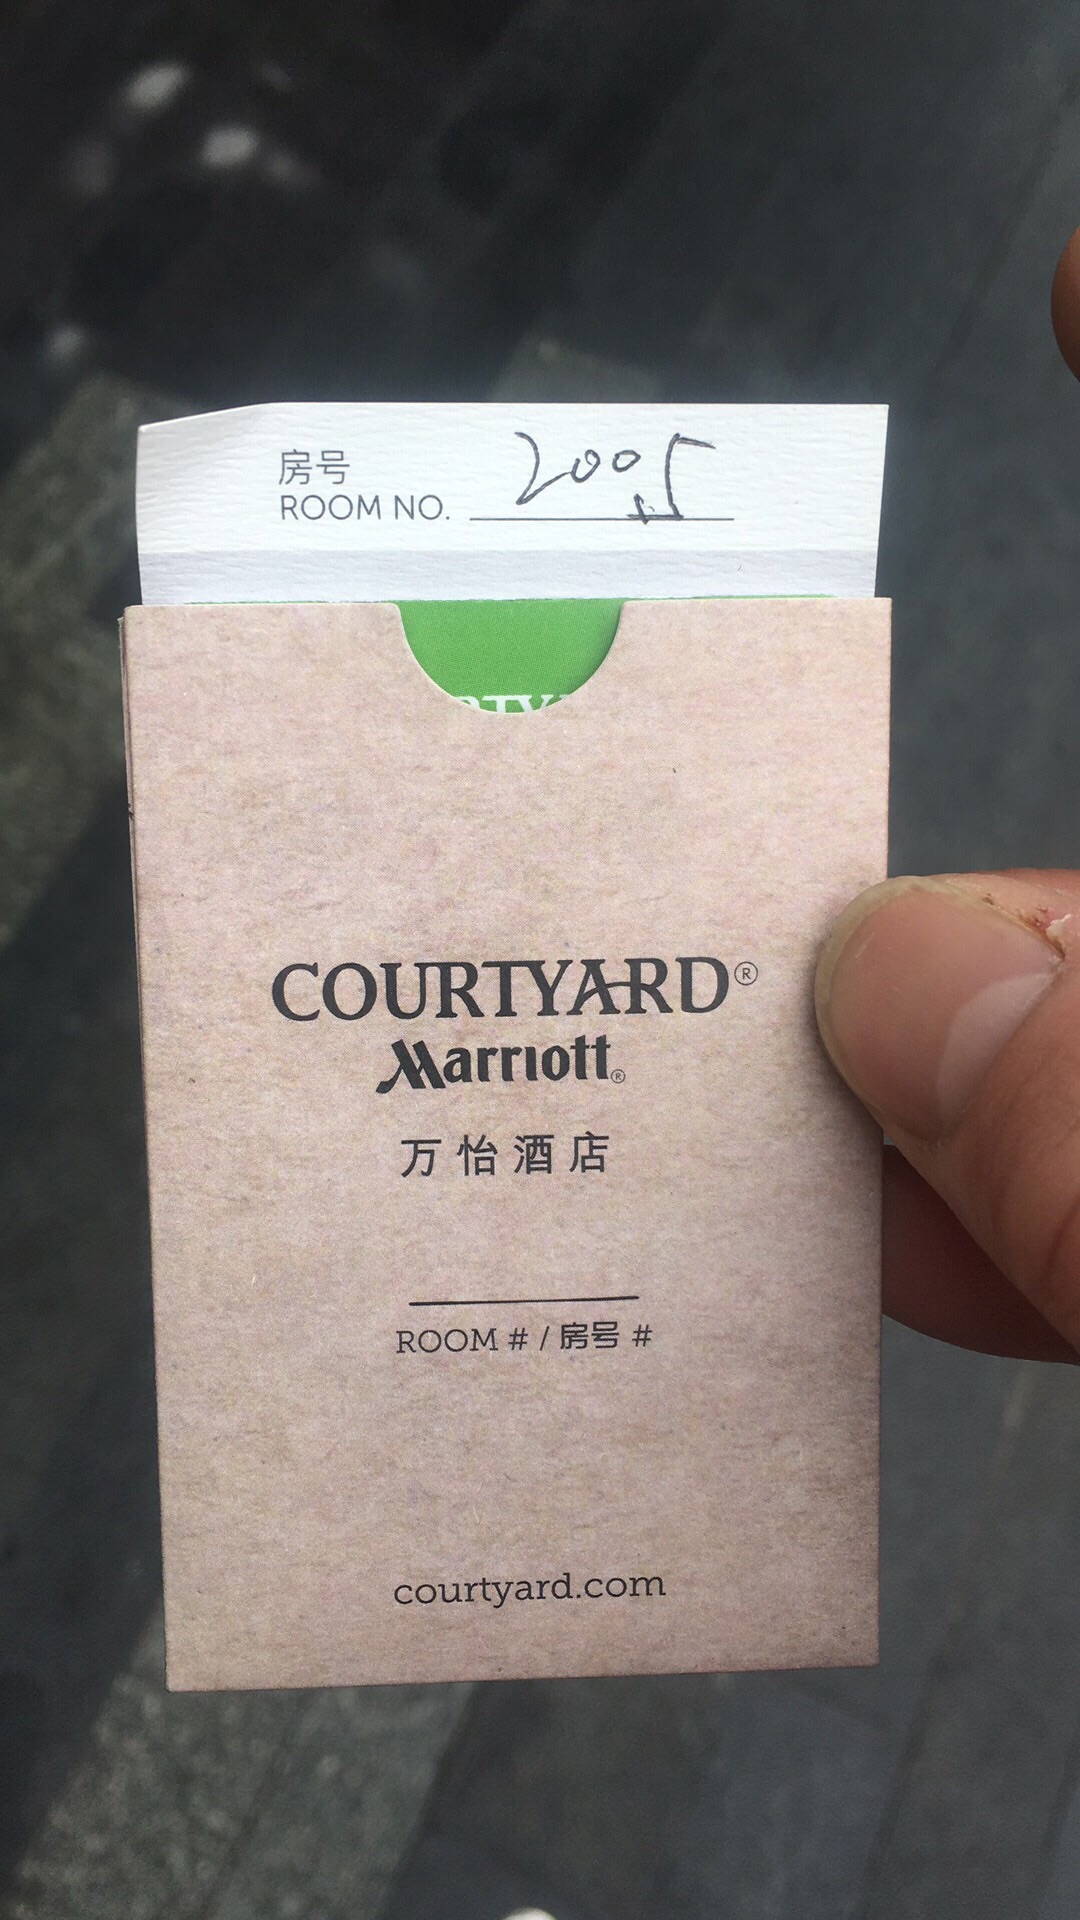 房号
ROOM NO. 2005
COURTYARD®
Marriott®
万怡酒店
ROOM # / 房号 #
courtyard.com